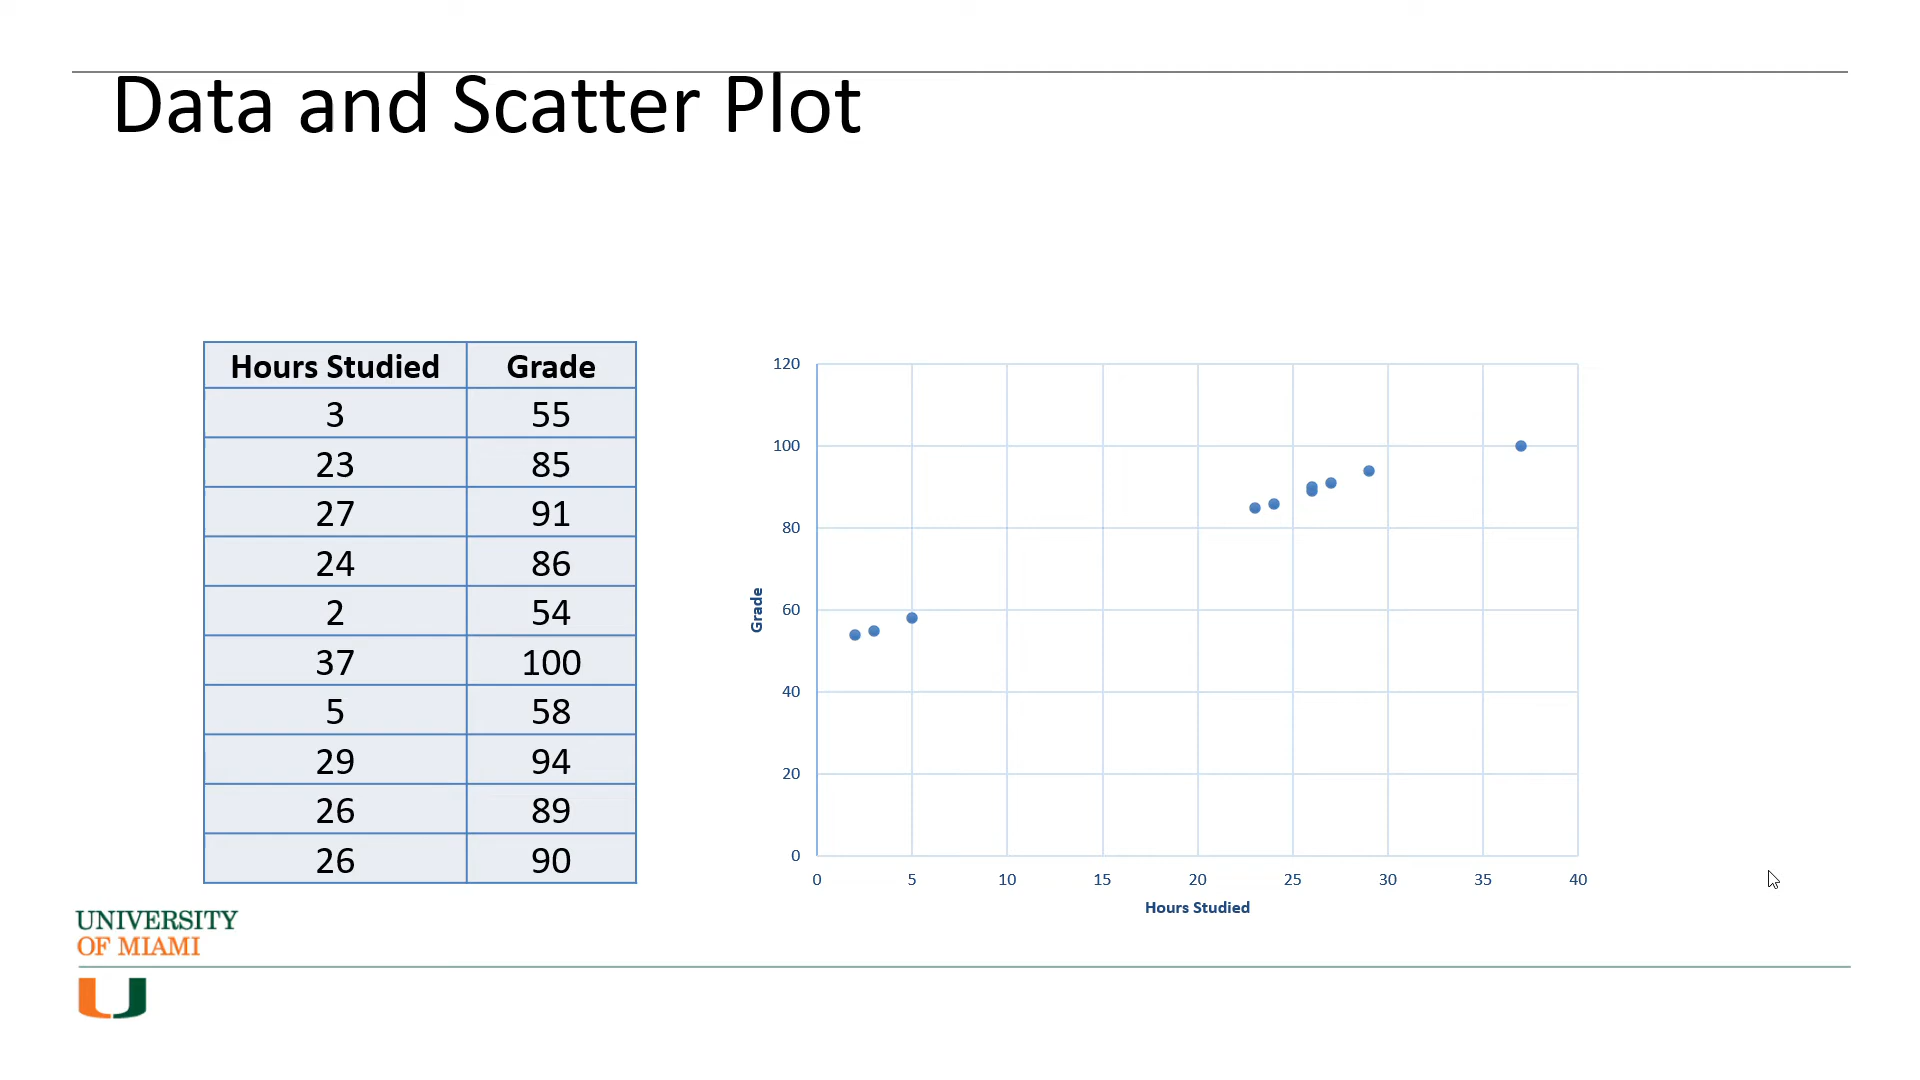 Data and Scatter Plot
Hours Studied Grade
3 55
23 85
27 91
24 86
2 54
37 100
5 58
29 94
26 89
26 90
120
100
80
60
40
20
0
Grade
0 5 10 15 20 25 30 35 40
Hours Studied
UNIVERSITY
OF MIAMI